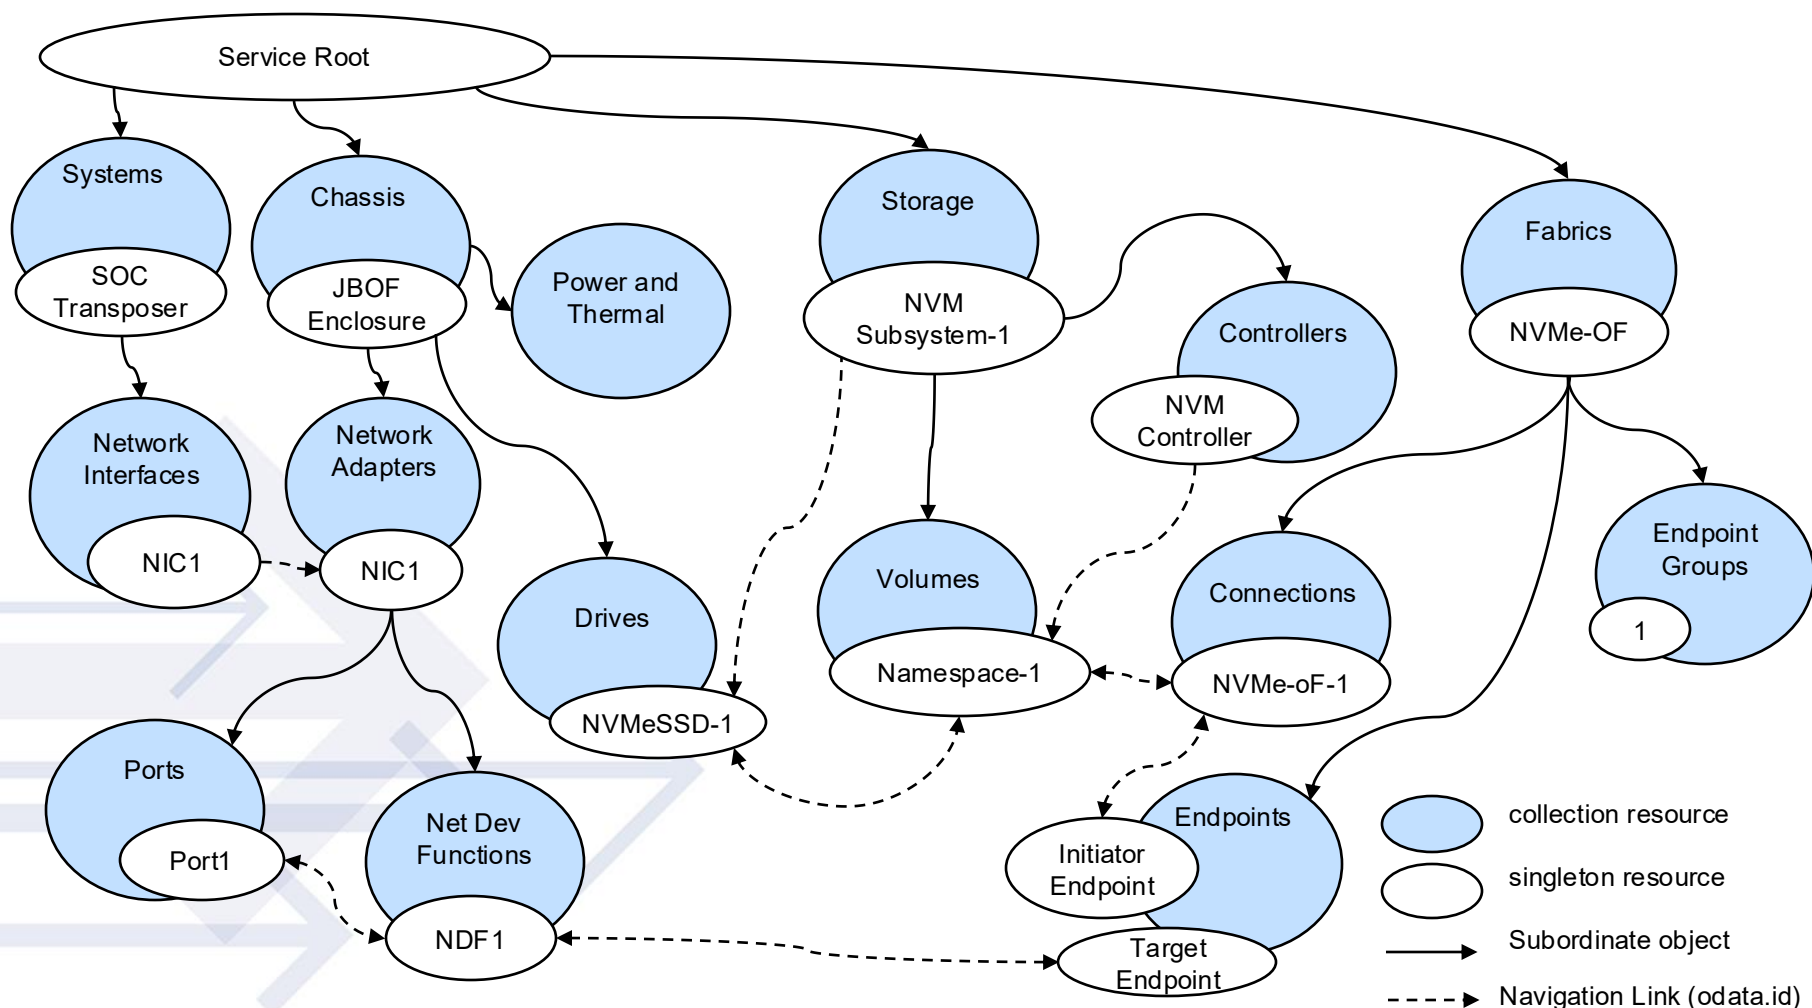 Service Root
Systems
SOC
Transposer
Chassis
JBOF
Enclosure
Power and
Thermal
Storage
NVM
Subsystem-1
Controllers
NVM
Controller
Fabrics
NVMe-OF
Network
Interfaces
NIC1
Network
Adapters
NIC1
Drives
NVMeSSD-1
Volumes
Namespace-1
Connections
NVMe-oF-1
Endpoint
Groups
1
Ports
Port1
Net Dev
Functions
NDF1
Endpoints
Initiator
Endpoint
Target
Endpoint
collection resource
singleton resource
Subordinate object
Navigation Link (odata.id)